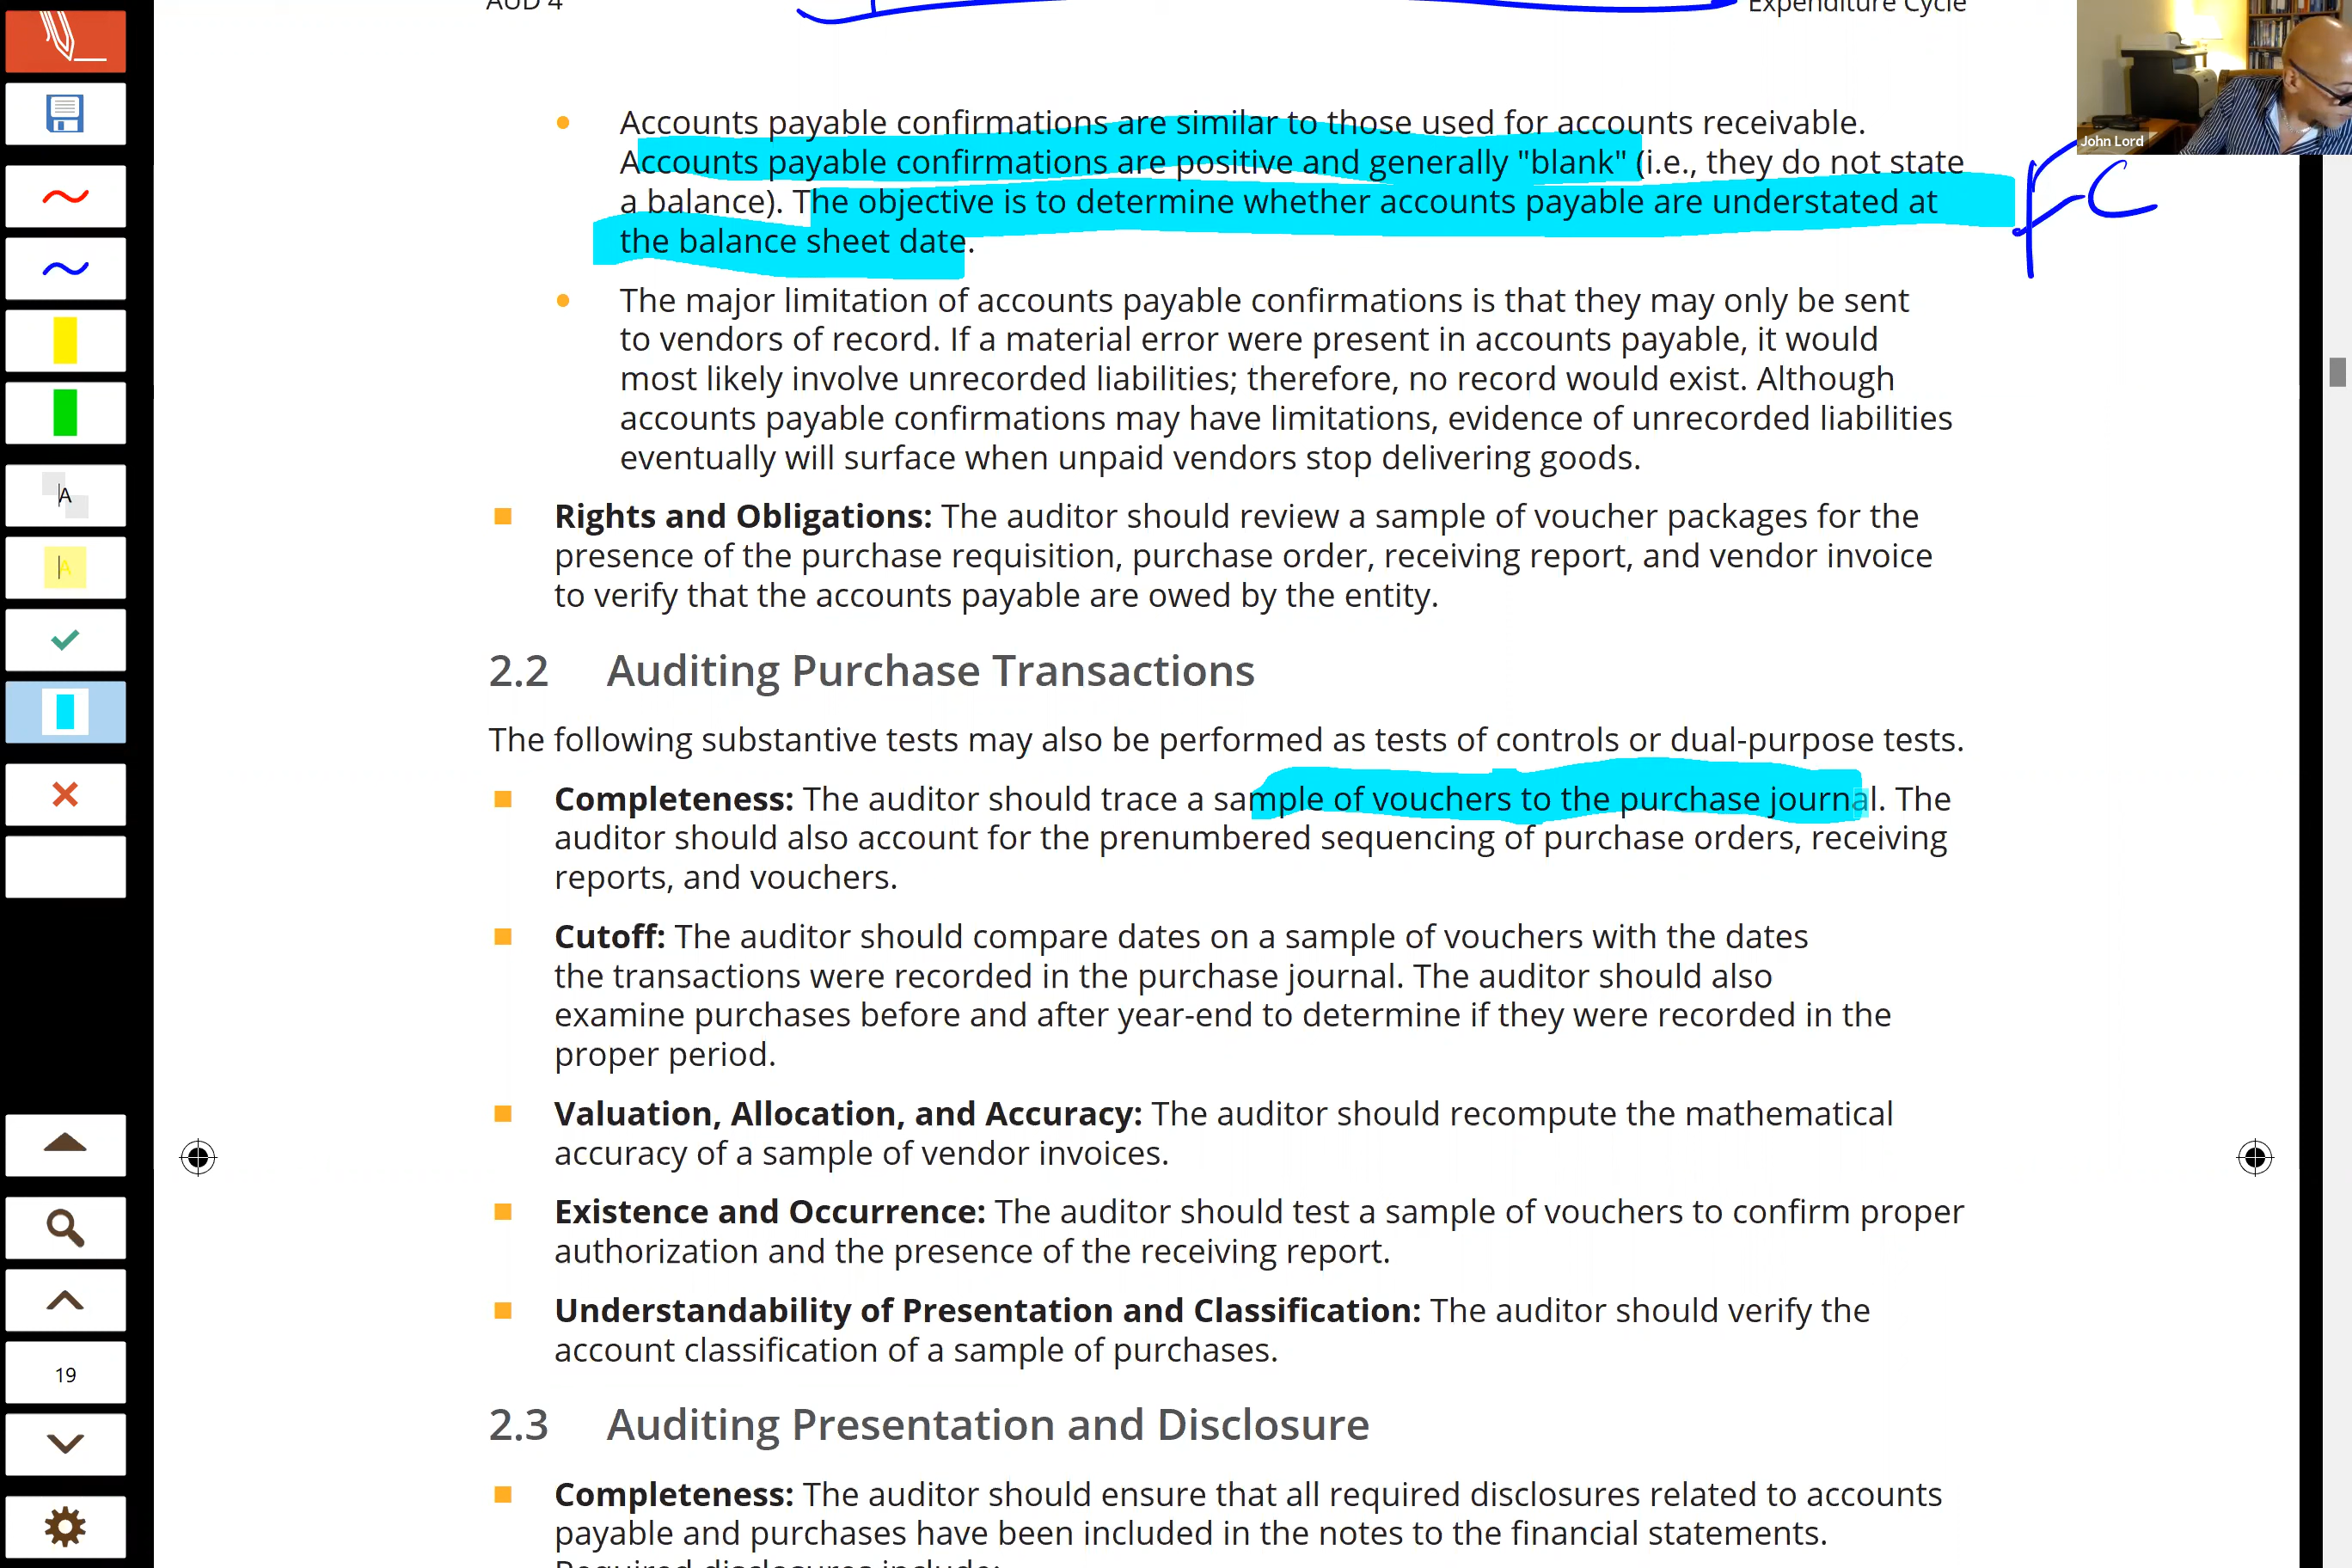 AUD 4
Expenditure Cycle
John Lord
Accounts payable confirmations are similar to those used for accounts receivable.
Accounts payable confirmations are positive and generally "blank" (i.e., they do not state
a balance). The objective is to determine whether accounts payable are understated at
the balance sheet date.
FC
The major limitation of accounts payable confirmations is that they may only be sent
to vendors of record. If a material error were present in accounts payable, it would
most likely involve unrecorded liabilities; therefore, no record would exist. Although
accounts payable confirmations may have limitations, evidence of unrecorded liabilities
eventually will surface when unpaid vendors stop delivering goods.
Rights and Obligations: The auditor should review a sample of voucher packages for the
presence of the purchase requisition, purchase order, receiving report, and vendor invoice
to verify that the accounts payable are owed by the entity.
2.2 Auditing Purchase Transactions
The following substantive tests may also be performed as tests of controls or dual-purpose tests.
Completeness: The auditor should trace a sample of vouchers to the purchase journal. The
auditor should also account for the prenumbered sequencing of purchase orders, receiving
reports, and vouchers.
Cutoff: The auditor should compare dates on a sample of vouchers with the dates
the transactions were recorded in the purchase journal. The auditor should also
examine purchases before and after year-end to determine if they were recorded in the
proper period.
Valuation, Allocation, and Accuracy: The auditor should recompute the mathematical
accuracy of a sample of vendor invoices.
Existence and Occurrence: The auditor should test a sample of vouchers to confirm proper
authorization and the presence of the receiving report.
Understandability of Presentation and Classification: The auditor should verify the
account classification of a sample of purchases.
2.3 Auditing Presentation and Disclosure
Completeness: The auditor should ensure that all required disclosures related to accounts
payable and purchases have been included in the notes to the financial statements.
Required disclosures include:
A
A
19